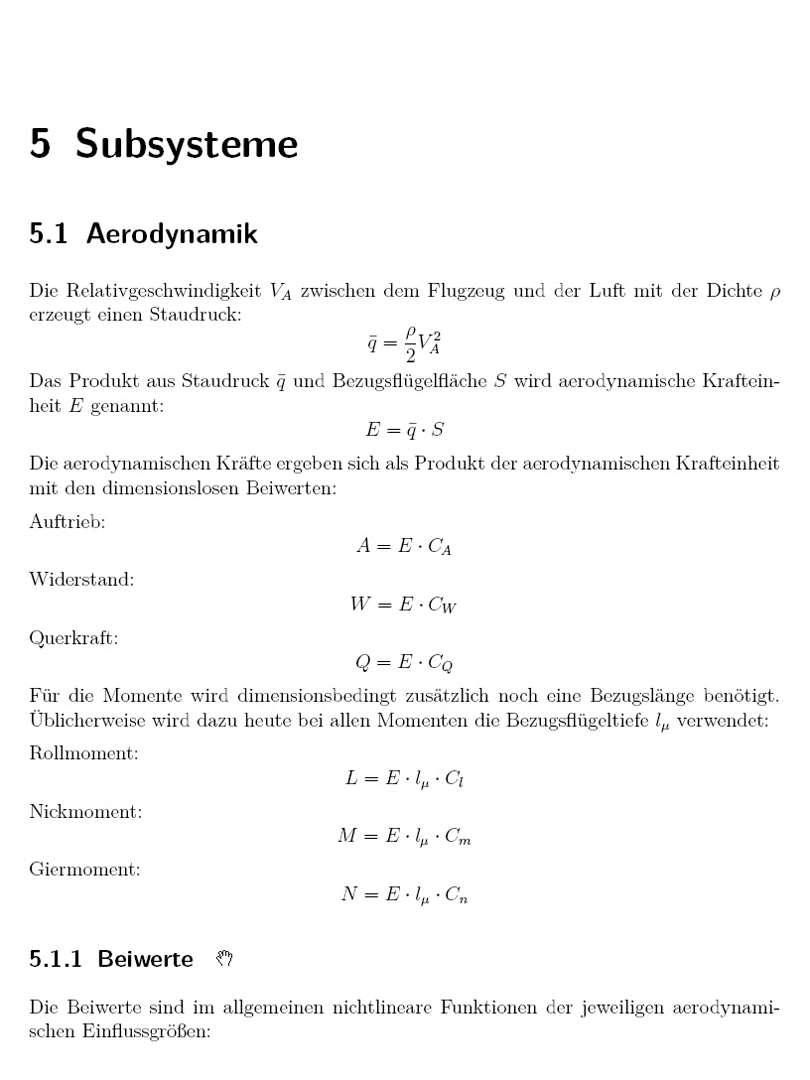 5 Subsysteme
5.1 Aerodynamik
Die Relativgeschwindigkeit V_A zwischen dem Flugzeug und der Luft mit der Dichte ρ
erzeugt einen Staudruck:
q̄ = ρ/2 V_A^2
Das Produkt aus Staudruck q̄ und Bezugsflügelfläche S wird aerodynamische Kraftein-
heit E genannt:
E = q̄ · S
Die aerodynamischen Kräfte ergeben sich als Produkt der aerodynamischen Krafteinheit
mit den dimensionslosen Beiwerten:
Auftrieb:
A = E · C_A
Widerstand:
W = E · C_W
Querkraft:
Q = E · C_Q
Für die Momente wird dimensionsbedingt zusätzlich noch eine Bezugslänge benötigt.
Üblicherweise wird dazu heute bei allen Momenten die Bezugsflügeltiefe l_μ verwendet:
Rollmoment:
L = E · l_μ · C_l
Nickmoment:
M = E · l_μ · C_m
Giermoment:
N = E · l_μ · C_n
5.1.1 Beiwerte
Die Beiwerte sind im allgemeinen nichtlineare Funktionen der jeweiligen aerodynami-
schen Einflussgrößen: